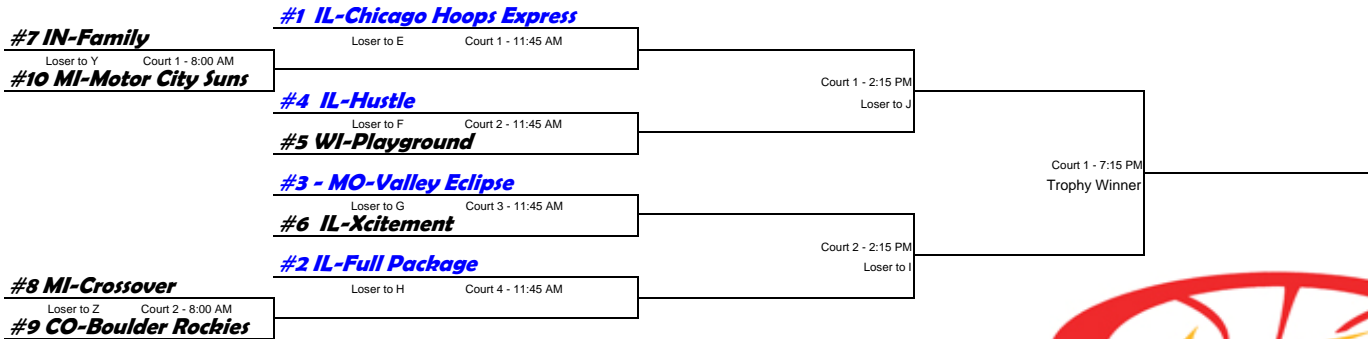 #1 IL-Chicago Hoops Express
#7 IN-Family
Loser to E Court 1 - 11:45 AM
Loser to Y Court 1 - 8:00 AM
#10 MI-Motor City Suns
Court 1 - 2:15 PM
#4 IL-Hustle
Loser to J
Loser to F Court 2 - 11:45 AM
#5 WI-Playground
Court 1 - 7:15 PM
#3 - MO-Valley Eclipse
Trophy Winner
Loser to G Court 3 - 11:45 AM
#6 IL-Xcitement
Court 2 - 2:15 PM
#2 IL-Full Package
Loser to I
#8 MI-Crossover
Loser to H Court 4 - 11:45 AM
Loser to Z Court 2 - 8:00 AM
#9 CO-Boulder Rockies